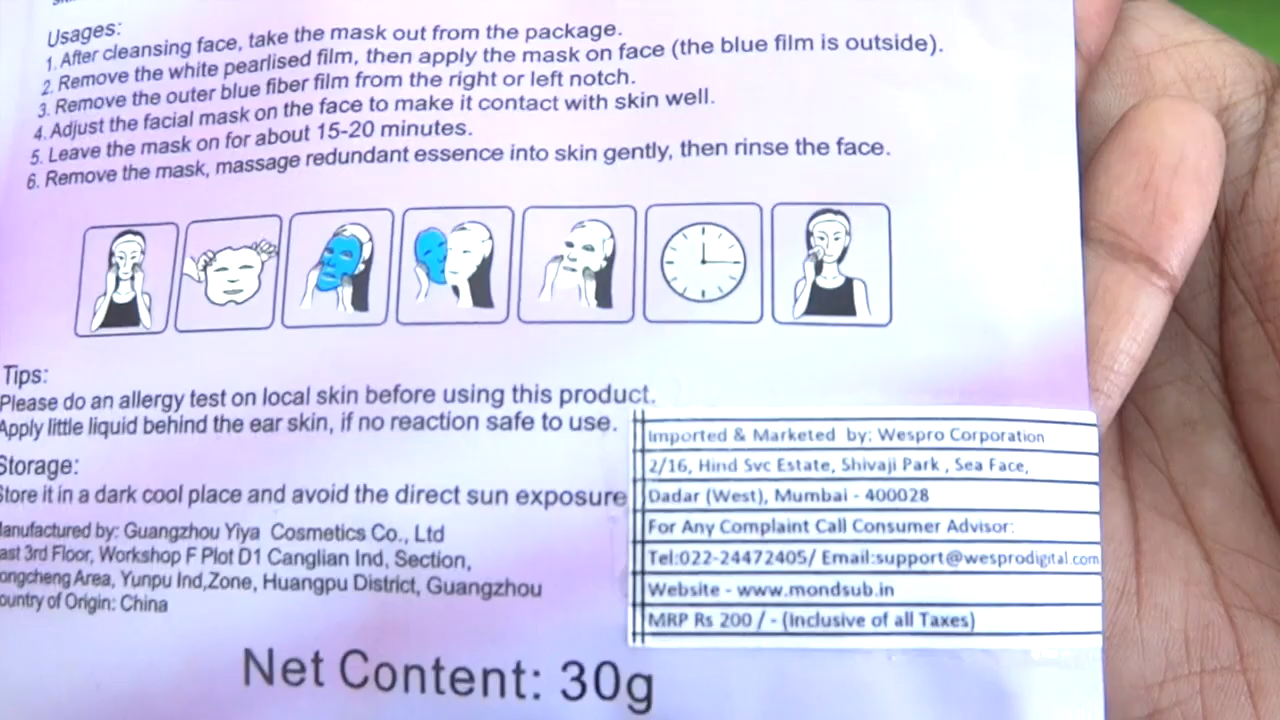 Usages:
1. After cleansing face, take the mask out from the package.
2. Remove the white pearlised film, then apply the mask on face (the blue film is outside).
3. Remove the outer blue fiber film from the right or left notch.
4. Adjust the facial mask on the face to make it contact with skin well.
5. Leave the mask on for about 15-20 minutes.
6. Remove the mask, massage redundant essence into skin gently, then rinse the face.
Tips:
Please do an allergy test on local skin before using this product.
Apply little liquid behind the ear skin, if no reaction safe to use.
Storage:
Store it in a dark cool place and avoid the direct sun exposure
anufactured by: Guangzhou Yiya Cosmetics Co., Ltd
ast 3rd Floor, Workshop F Plot D1 Canglian Ind, Section,
ongcheng Area, Yunpu Ind,Zone, Huangpu District, Guangzhou
ountry of Origin: China
Imported & Marketed by; Wespro Corporation
2/16, Hind Svc Estate, Shivaji Park , Sea Face,
Dadar (West), Mumbai - 400028
For Any Complaint Call Consumer Advisor:
Tel:022-24472405/ Email:support@wesprodigital.com
Website - www.mondsub.in
MRP Rs 200 / - (Inclusive of all Taxes)
Net Content: 30g